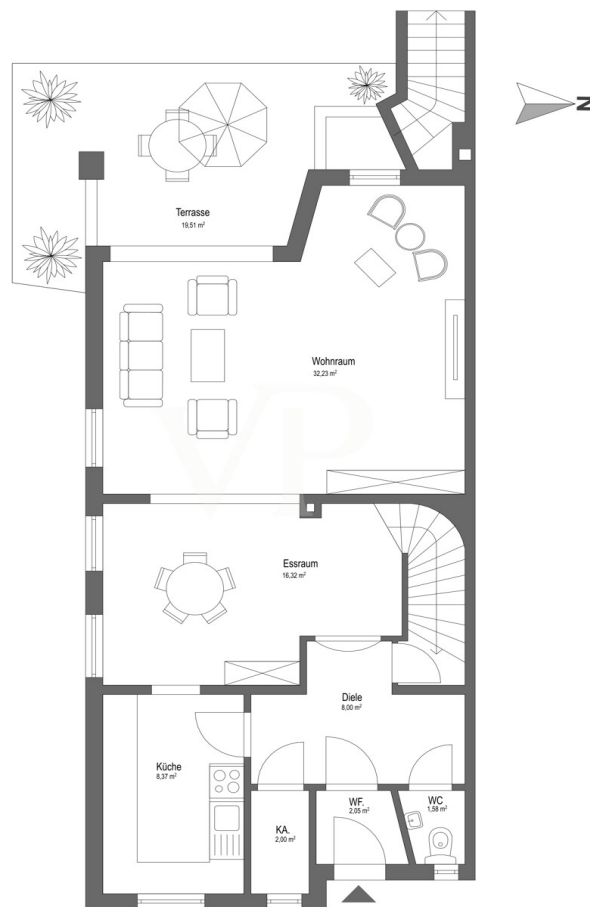 N
Terrasse
19,51 m²
Wohnraum
32,23 m²
VP
Essraum
16,32 m²
Diele
8,00 m²
Küche
8,37 m²
WF.
2,05 m²
WC
1,58 m²
KA.
2,00 m²